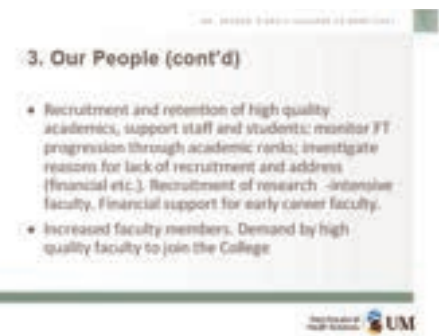 3. Our People (cont'd)
• Recruitment and retention of high quality
academics, support staff and students; monitor FT
progression through academic ranks; investigate
reasons for lack of recruitment and address
(financial etc.). Recruitment of research -intensive
faculty. Financial support for early career faculty.
• Increased faculty members. Demand by high
quality faculty to join the College
UM